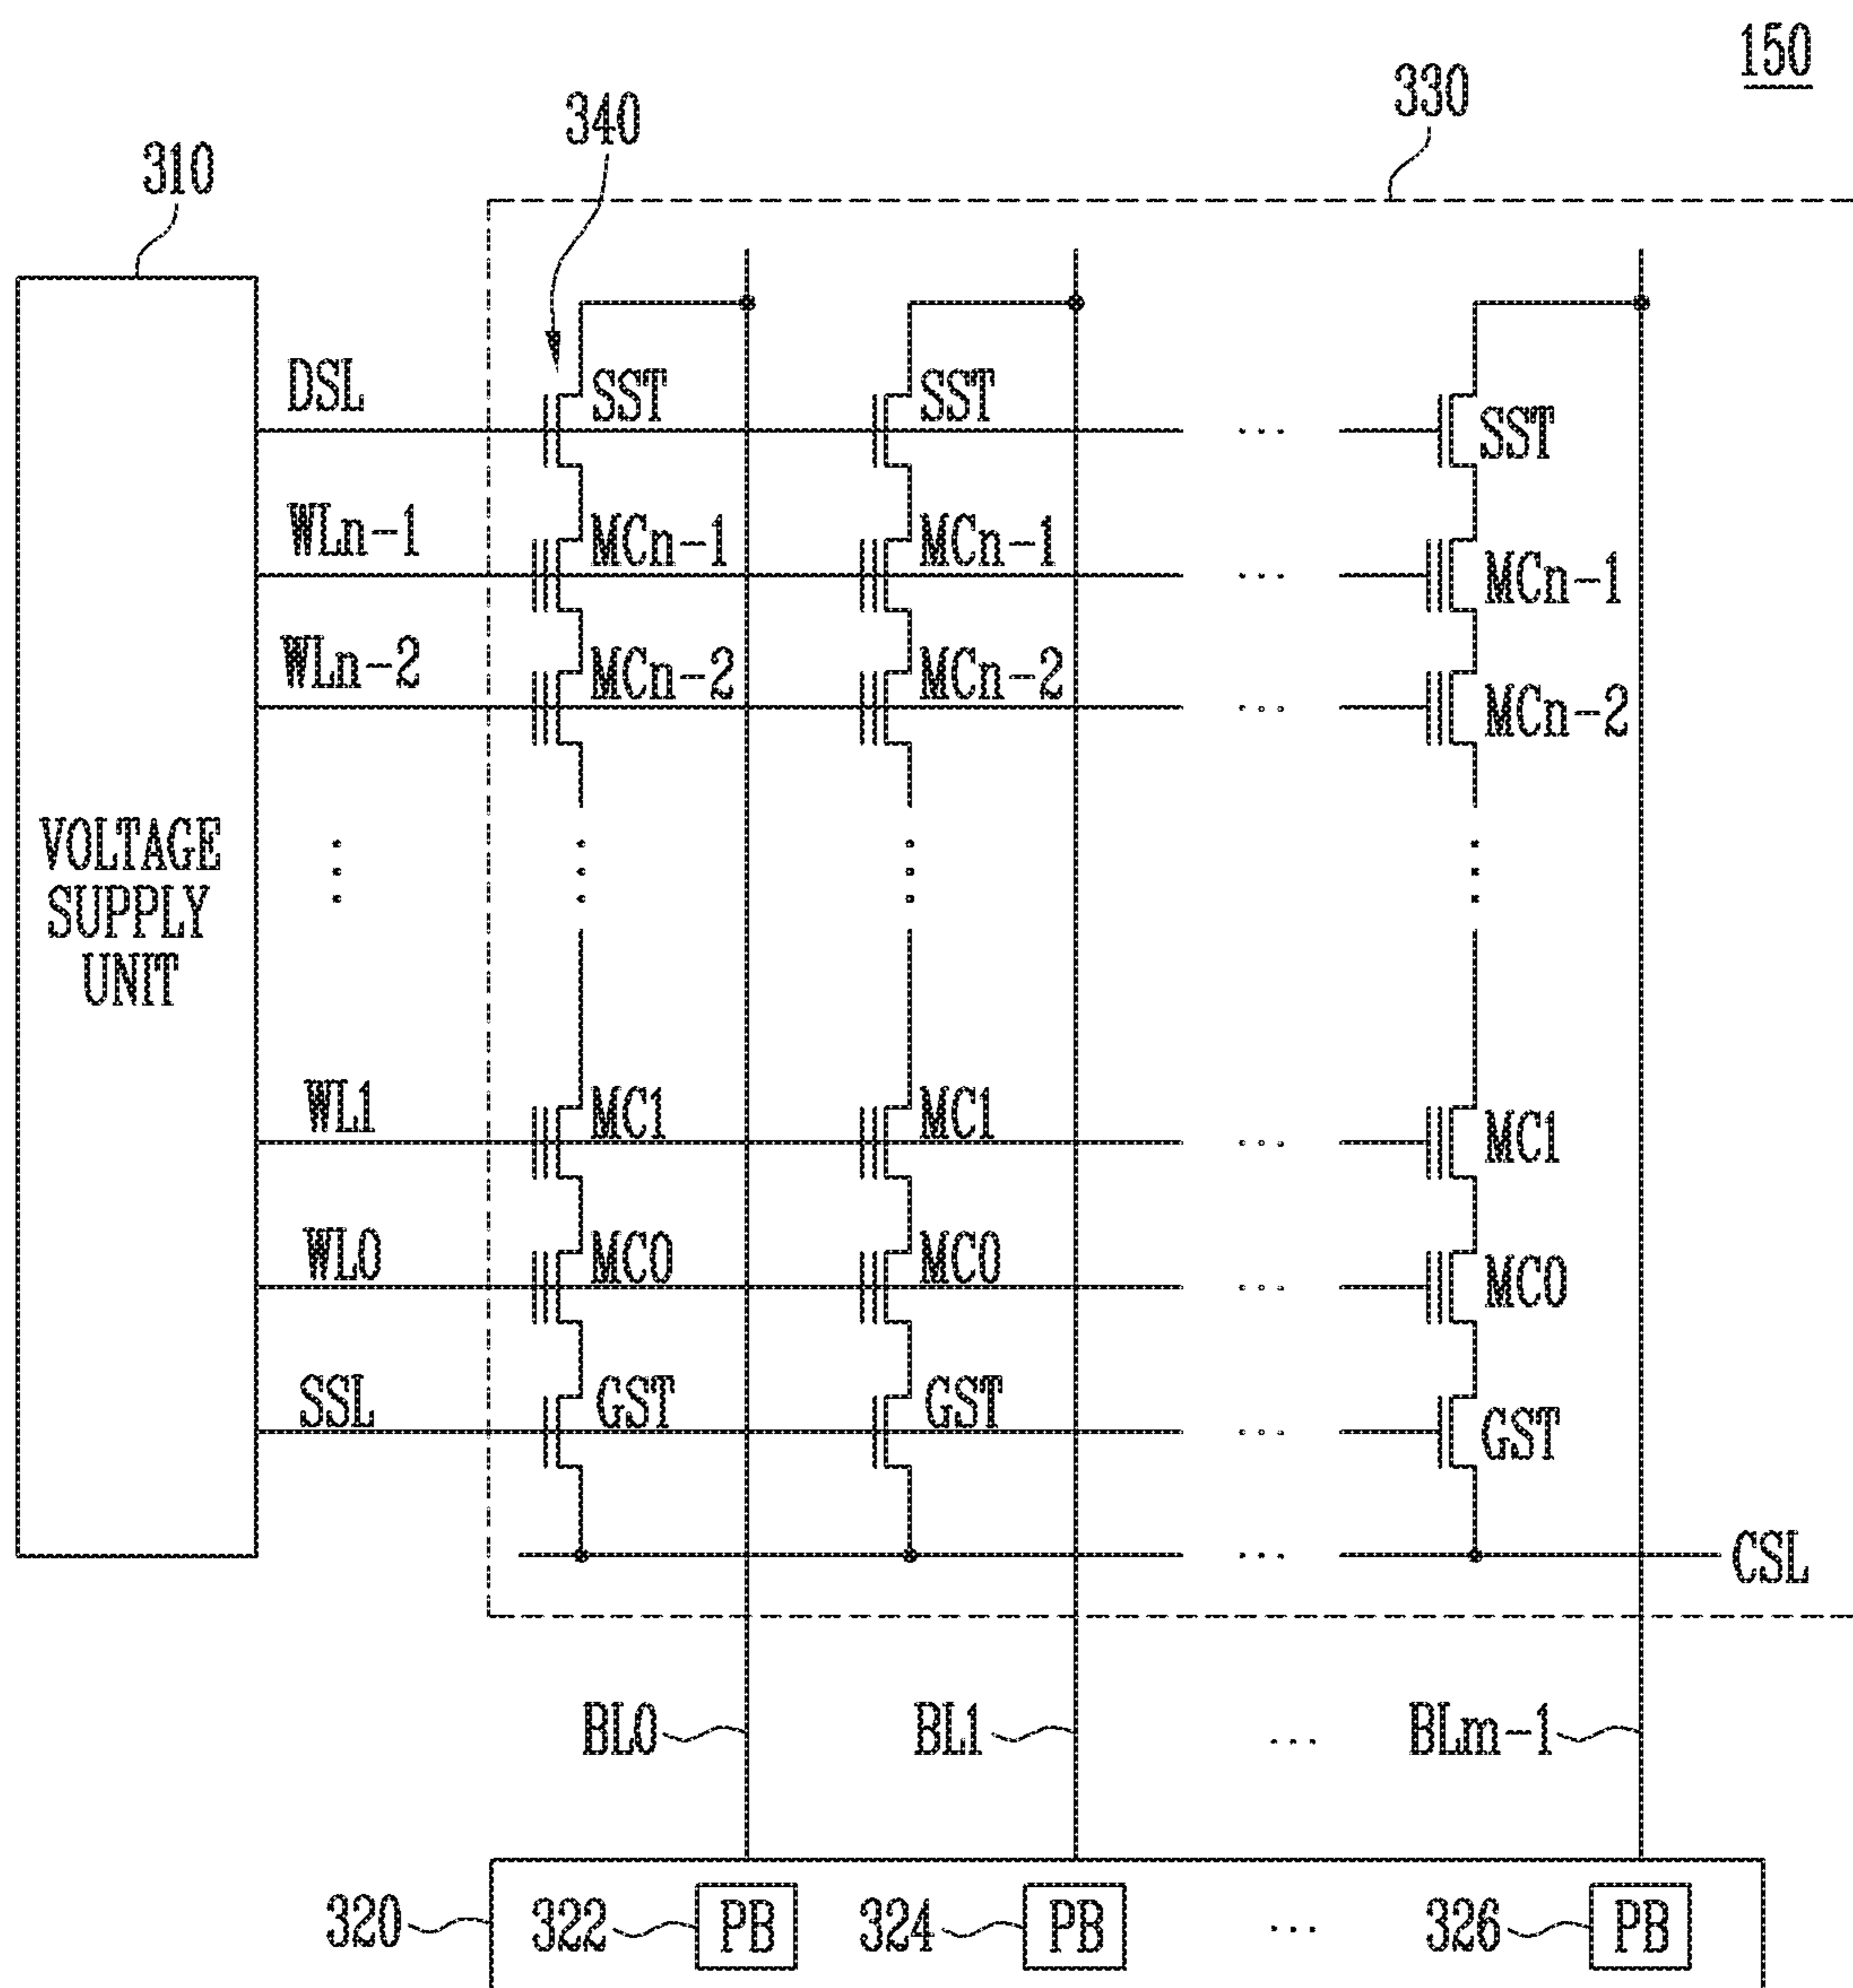 150
330
340
310
DSL SST SST SST
WLn-1 MCn-1 MCn-1 MCn-1
WLn-2 MCn-2 MCn-2 MCn-2
VOLTAGE
SUPPLY
UNIT
WL1 MC1 MC1 MC1
WL0 MC0 MC0 MC0
SSL GST GST GST
CSL
BL0 BL1 ... BLm-1
320 322 PB 324 PB ... 326 PB